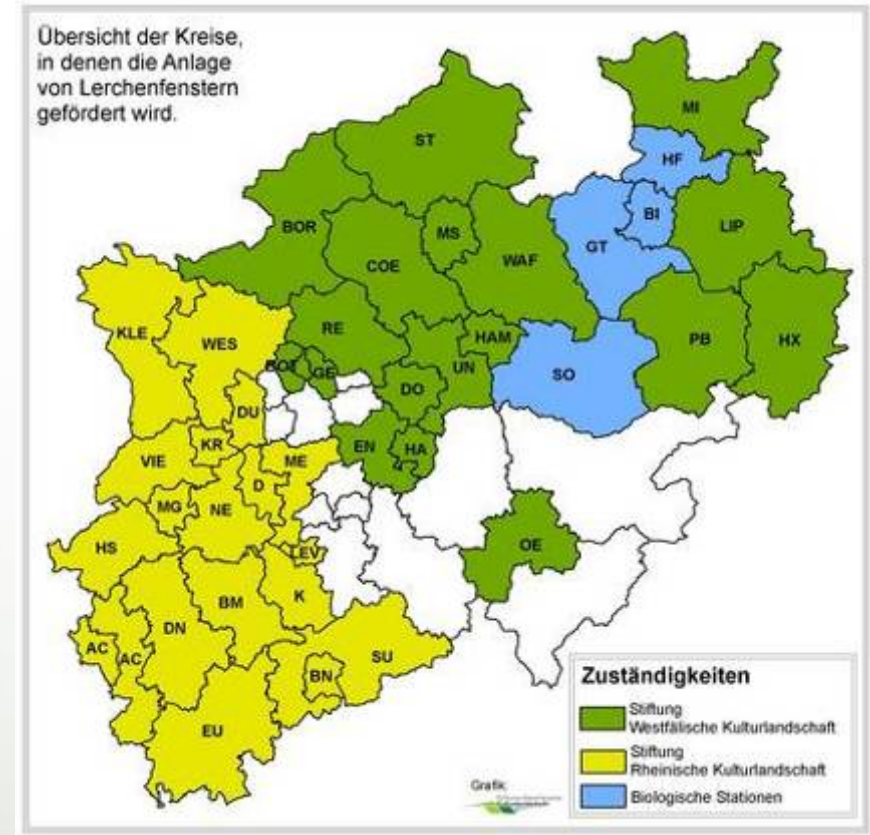 Übersicht der Kreise,
in denen die Anlage
von Lerchenfenstern
gefördert wird.
MI
ST
HF
BI
BOR
MS
LIP
GT
COE
WAF
KLE
RE
HAM
PB
HX
WES
UN
BOT
GE
SO
DO
DU
KR
EN
HA
VIE
ME
D
MG
NE
OE
HS
LEV
K
BM
DN
AC
AC
SU
BN
EU
Zuständigkeiten
Stiftung
Westfälische Kulturlandschaft
Stiftung
Rheinische Kulturlandschaft
Biologische Stationen
Grafik: